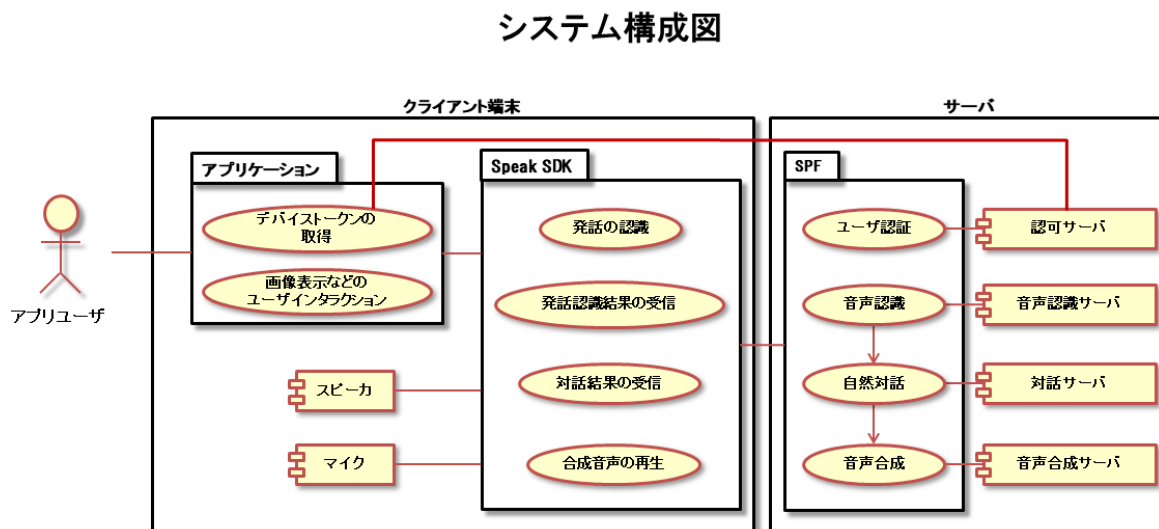 システム構成図
クライアント端末
サーバ
アプリケーション
Speak SDK
SPF
デバイストークンの
取得
発話の認識
ユーザ認証
認可サーバ
画像表示などの
ユーザインタラクション
発話認識結果の受信
音声認識
音声認識サーバ
アプリユーザ
スピーカ
対話結果の受信
自然対話
対話サーバ
マイク
合成音声の再生
音声合成
音声合成サーバ